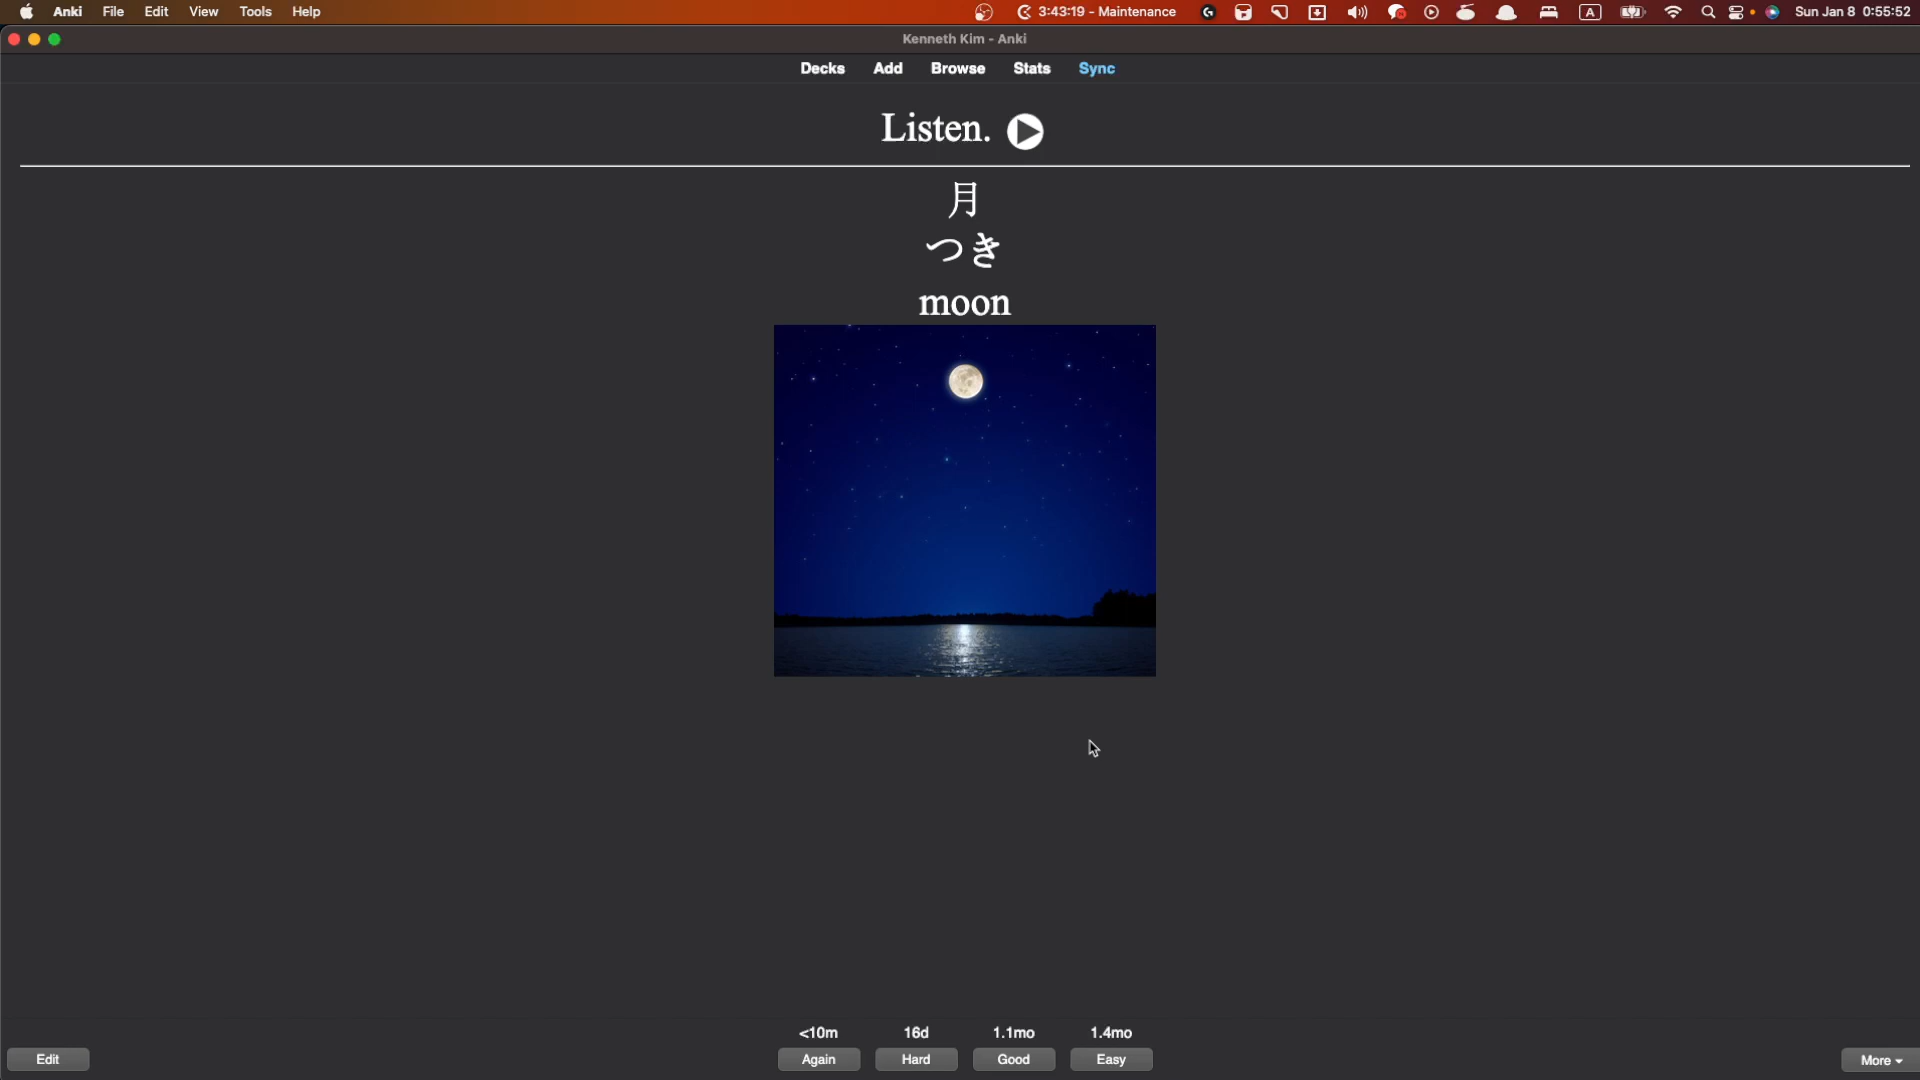 Anki File Edit View Tools Help 3:43:19 - Maintenance A Sun Jan 8 0:55:52
Kenneth Kim - Anki
Decks Add Browse Stats Sync
Listen.
月
つき
moon
<10m 16d 1.1mo 1.4mo
Edit Again Hard Good Easy More